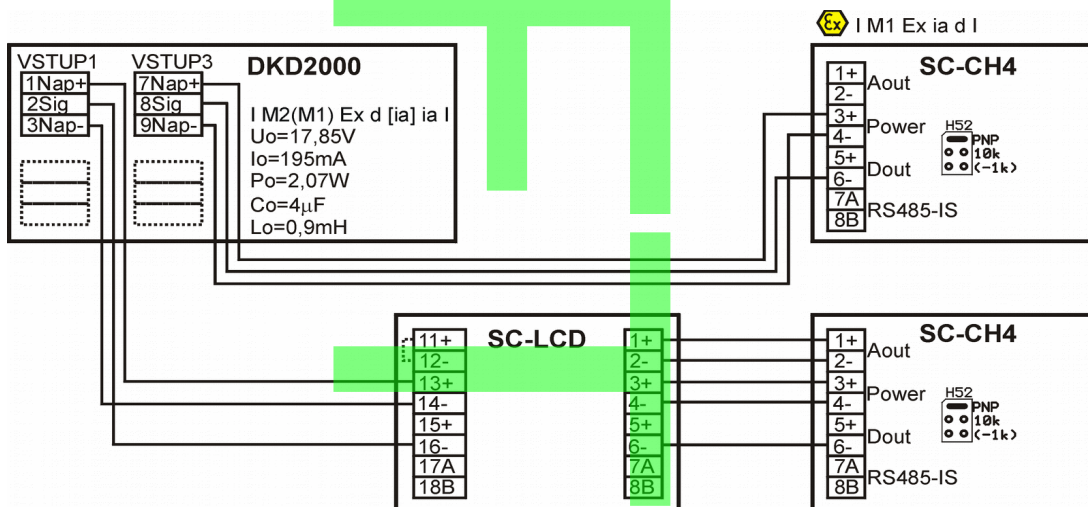 Ex I M1 Ex ia d I
VSTUP1
1Nap+
2Sig
3Nap-
VSTUP3
7Nap+
8Sig
9Nap-
DKD2000
I M2(M1) Ex d [ia] ia I
Uo=17,85V
Io=195mA
Po=2,07W
Co=4µF
Lo=0,9mH
SC-CH4
1+
2-
Aout
3+
4-
Power
5+
6-
Dout
7A
8B
RS485-IS
H52
PNP
10k
(-1k)
SC-LCD
11+
12-
13+
14-
15+
16-
17A
18B
1+
2-
3+
4-
5+
6-
7A
8B
SC-CH4
1+
2-
Aout
3+
4-
Power
5+
6-
Dout
7A
8B
RS485-IS
H52
PNP
10k
(-1k)